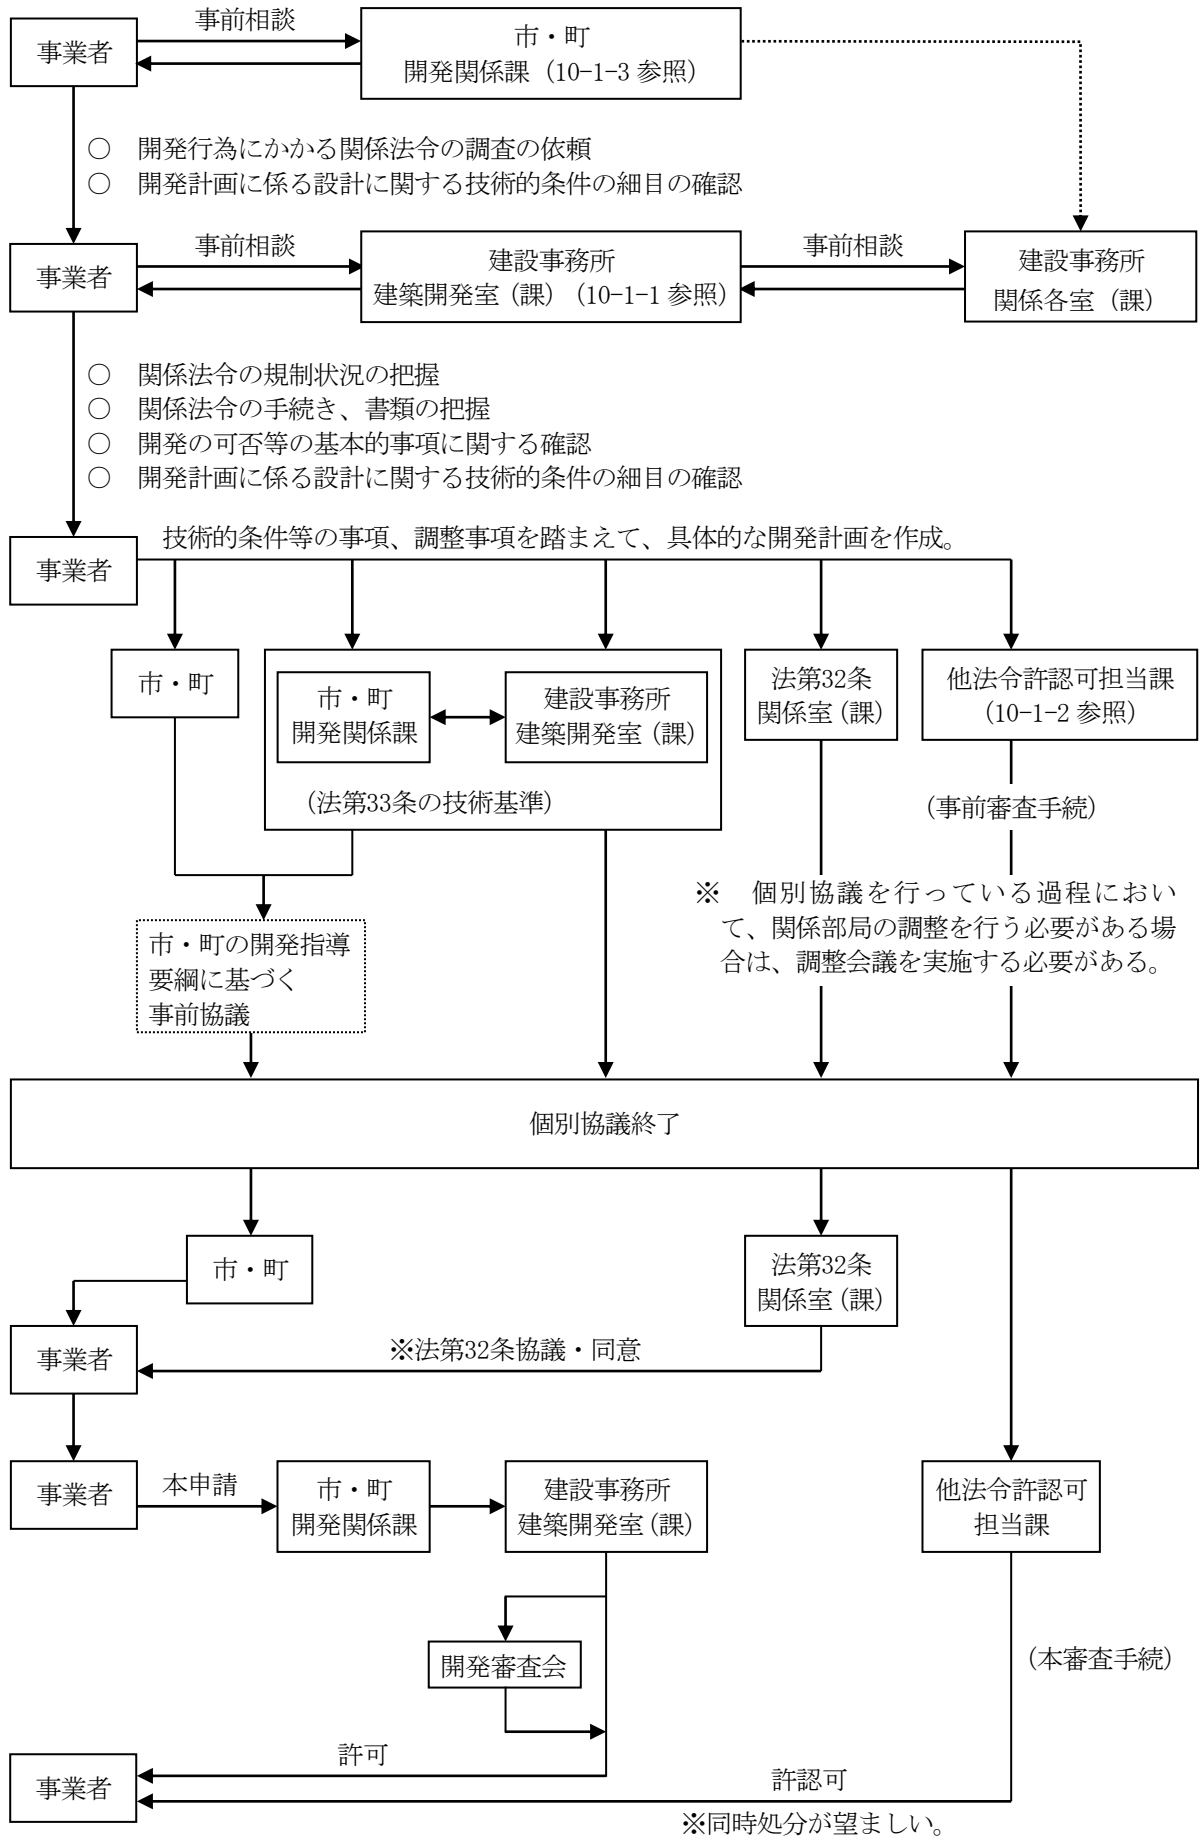 事前相談
事業者
市・町
開発関係課（10-1-3 参照）
○　開発行為にかかる関係法令の調査の依頼
○　開発計画に係る設計に関する技術的条件の細目の確認
事業者
事前相談
建設事務所
建築開発室（課）（10-1-1 参照）
事前相談
建設事務所
関係各室（課）
○　関係法令の規制状況の把握
○　関係法令の手続き、書類の把握
○　開発の可否等の基本的事項に関する確認
○　開発計画に係る設計に関する技術的条件の細目の確認
事業者
技術的条件等の事項、調整事項を踏まえて、具体的な開発計画を作成。
市・町
市・町
開発関係課
建設事務所
建築開発室（課）
（法第33条の技術基準）
法第32条
関係室（課）
他法令許認可担当課
（10-1-2 参照）
（事前審査手続）
※　個別協議を行っている過程におい
て、関係部局の調整を行う必要がある場
合は、調整会議を実施する必要がある。
市・町の開発指導
要綱に基づく
事前協議
個別協議終了
市・町
法第32条
関係室（課）
事業者
※法第32条協議・同意
事業者
本申請
市・町
開発関係課
建設事務所
建築開発室（課）
他法令許認可
担当課
開発審査会
（本審査手続）
許可
事業者
許認可
※同時処分が望ましい。